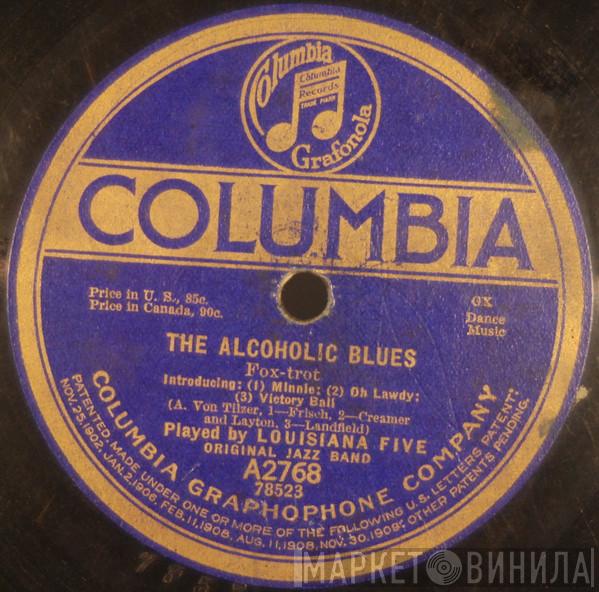 Columbia
Grafonola
Columbia
Records
TRADE MARK
COLUMBIA
Price in U. S., 85c.
Price in Canada, 90c.
GX
Dance
Music
THE ALCOHOLIC BLUES
Fox-trot
Introducing: (1) Minnie; (2) Oh Lawdy:
(3) Victory Ball
(A. Von Tilzer, 1—Frisch, 2—Creamer
and Layton, 3—Landfield)
Played by LOUISIANA FIVE
ORIGINAL JAZZ BAND
A2768
78523
COLUMBIA GRAPHOPHONE COMPANY
PATENTED, MADE UNDER ONE OR MORE OF THE FOLLOWING U.S. LETTERS PATENT:
NOV. 25, 1902, JAN. 2, 1906, FEB. 11, 1908, AUG. 11, 1908, NOV. 30, 1909; OTHER PATENTS PENDING.
МАРКЕТ ВИНИЛА